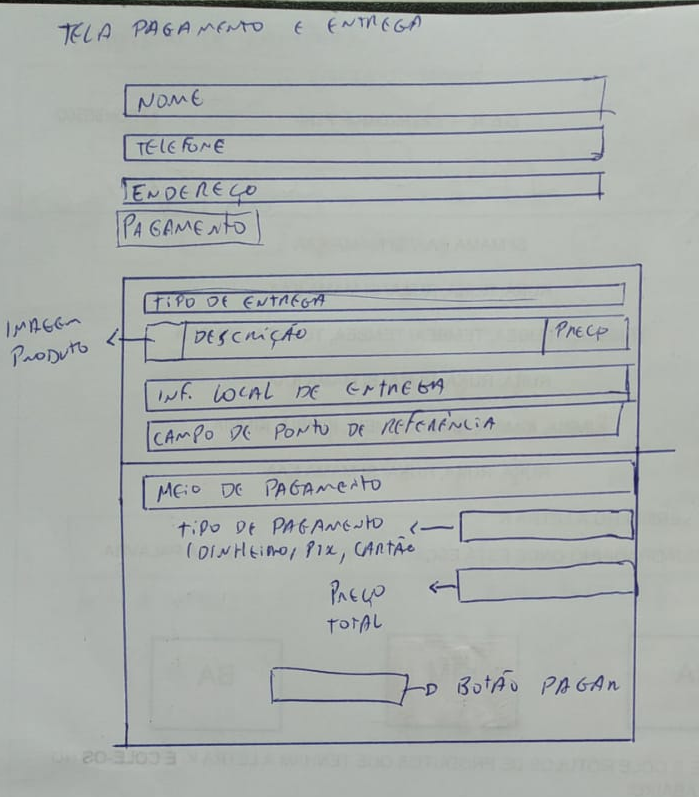 TELA PAGAMENTO E ENTREGA
NOME
TELEFONE
ENDEREÇO
PAGAMENTO
TIPO DE ENTREGA
IMAGEM
PRODUTO
DESCRIÇÃO
PREÇO
INF. LOCAL DE ENTREGA
CAMPO DE PONTO DE REFERÊNCIA
MEIO DE PAGAMENTO
TIPO DE PAGAMENTO
(DINHEIRO, PIX, CARTÃO
PREÇO
TOTAL
BOTÃO PAGAR